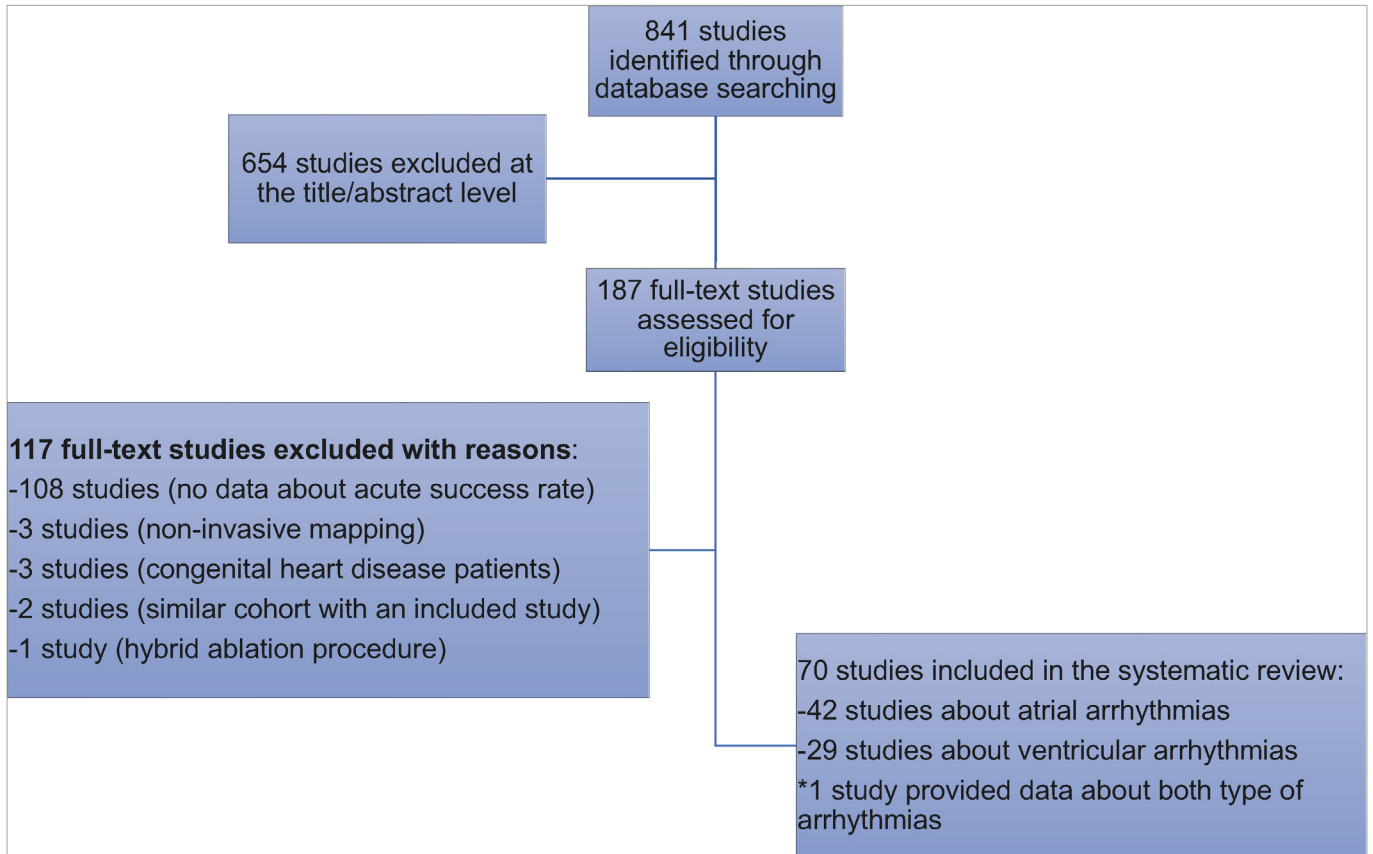 841 studies
identified through
database searching
654 studies excluded at
the title/abstract level
187 full-text studies
assessed for
eligibility
117 full-text studies excluded with reasons:
-108 studies (no data about acute success rate)
-3 studies (non-invasive mapping)
-3 studies (congenital heart disease patients)
-2 studies (similar cohort with an included study)
-1 study (hybrid ablation procedure)
70 studies included in the systematic review:
-42 studies about atrial arrhythmias
-29 studies about ventricular arrhythmias
*1 study provided data about both type of
arrhythmias